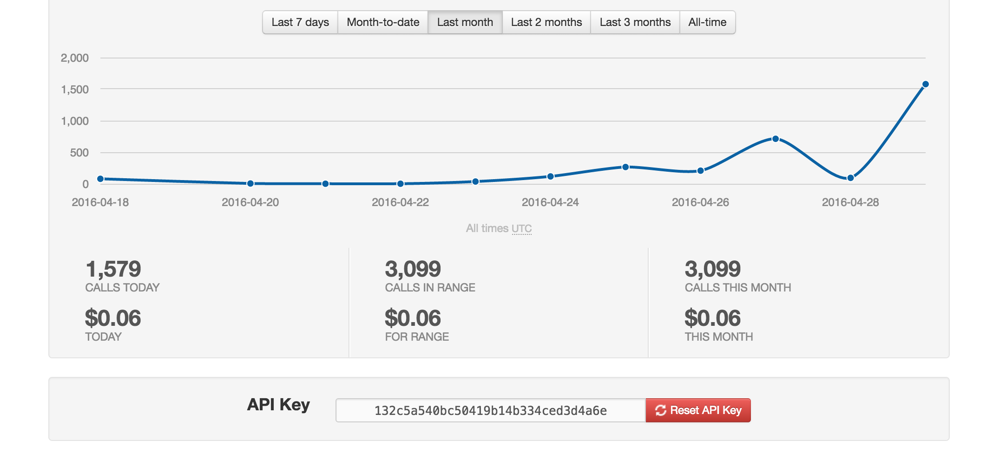 Last 7 days Month-to-date Last month Last 2 months Last 3 months All-time
2,000
1,500
1,000
500
0
2016-04-18 2016-04-20 2016-04-22 2016-04-24 2016-04-26 2016-04-28
All times UTC
1,579 3,099 3,099
CALLS TODAY CALLS IN RANGE CALLS THIS MONTH
$0.06 $0.06 $0.06
TODAY FOR RANGE THIS MONTH
API Key 132c5a540bc50419b14b334ced3d4a6e Reset API Key